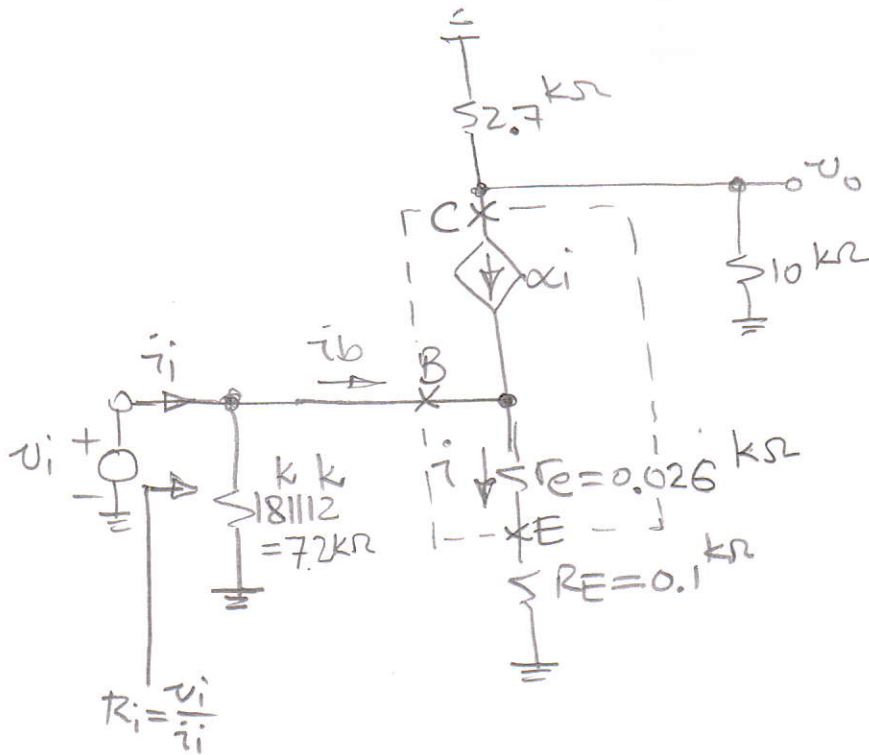 2.7 kΩ
v₀
C
αi
10 kΩ
iᵢ
ib
B
vᵢ
+
-
i
re=0.026 kΩ
k k
18||12
=7.2kΩ
E
RE=0.1 kΩ
Rᵢ=vᵢ/iᵢ